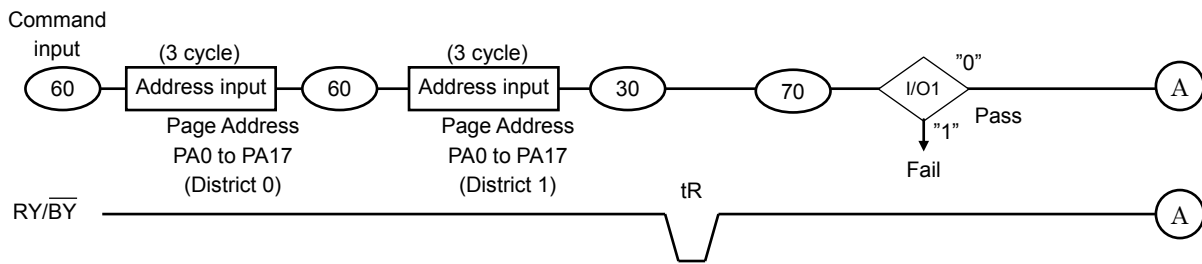 Command
input
(3 cycle)
(3 cycle)
"0"
60
Address input
60
Address input
30
70
I/O1
A
Pass
"1"
Fail
Page Address
PA0 to PA17
(District 0)
Page Address
PA0 to PA17
(District 1)
tR
RY/BY
A